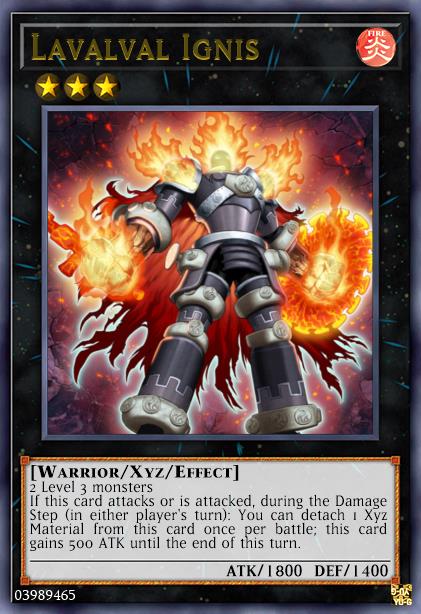 LAVALVAL IGNIS
FIRE
炎
[WARRIOR/XYZ/EFFECT]
2 Level 3 monsters
If this card attacks or is attacked, during the Damage
Step (in either player's turn): You can detach 1 Xyz
Material from this card once per battle; this card
gains 500 ATK until the end of this turn.
ATK/1800 DEF/1400
03989465